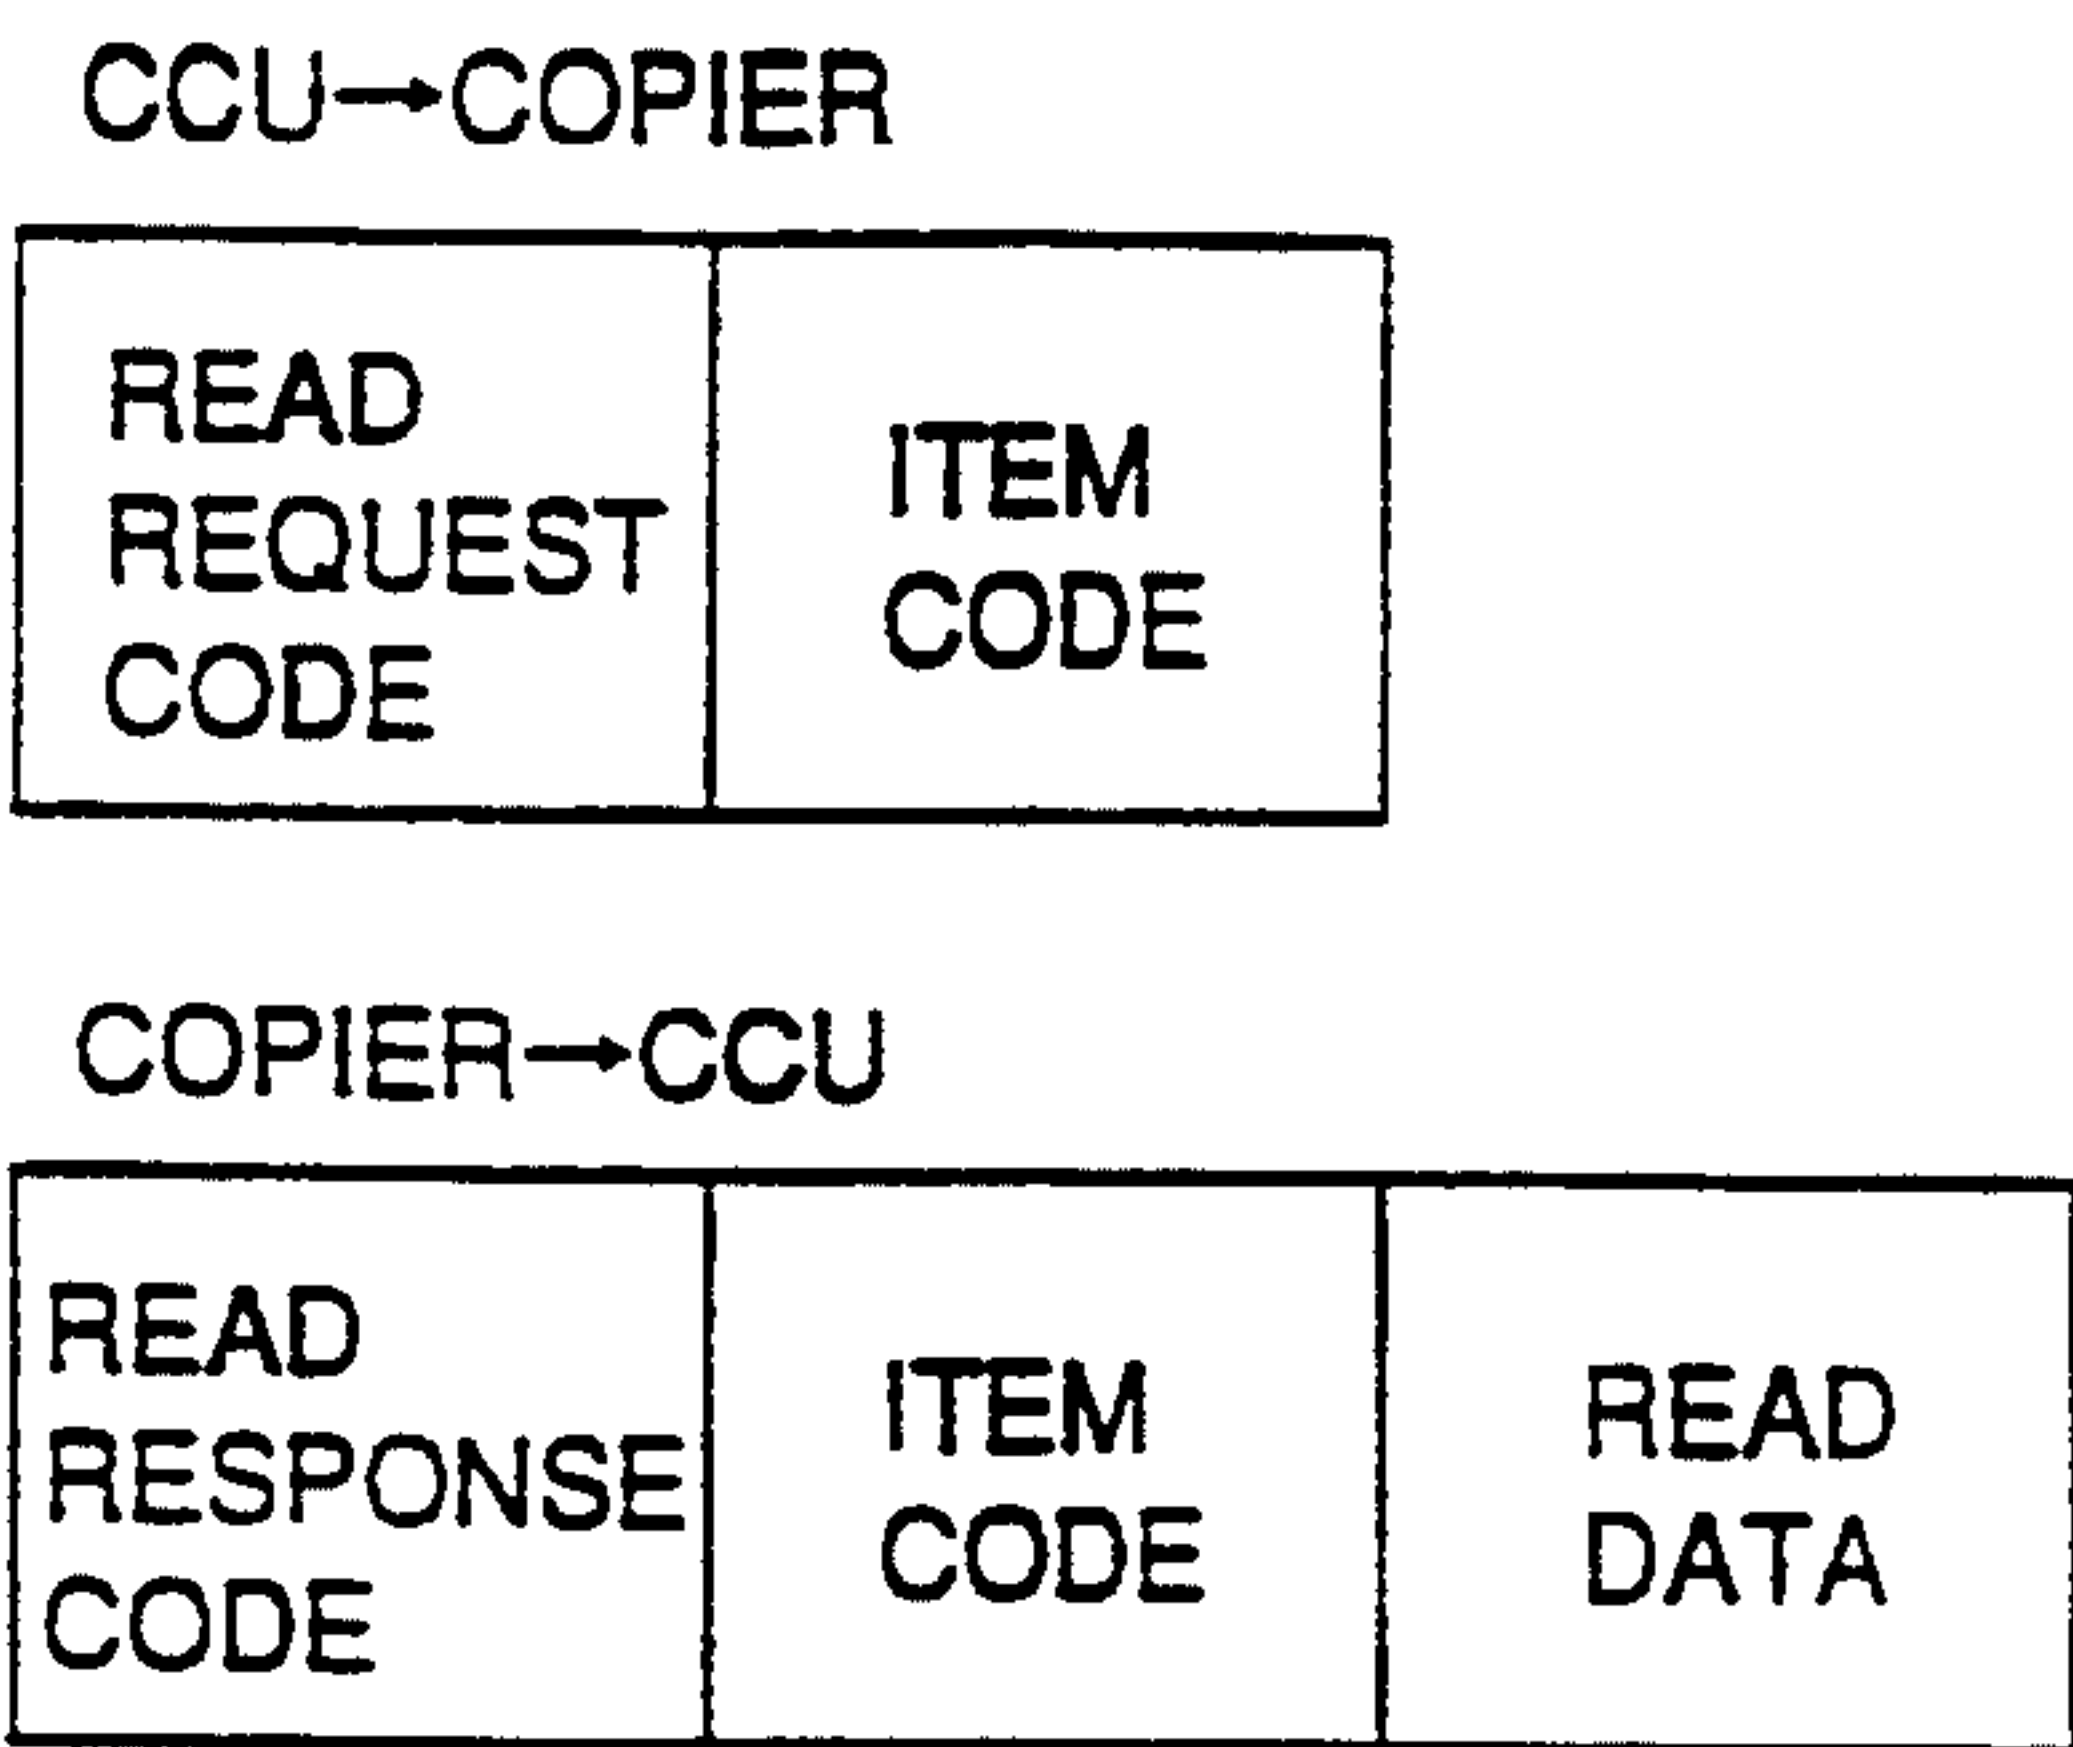 CCU→COPIER
READ
REQUEST
CODE
ITEM
CODE
COPIER→CCU
READ
RESPONSE
CODE
ITEM
CODE
READ
DATA